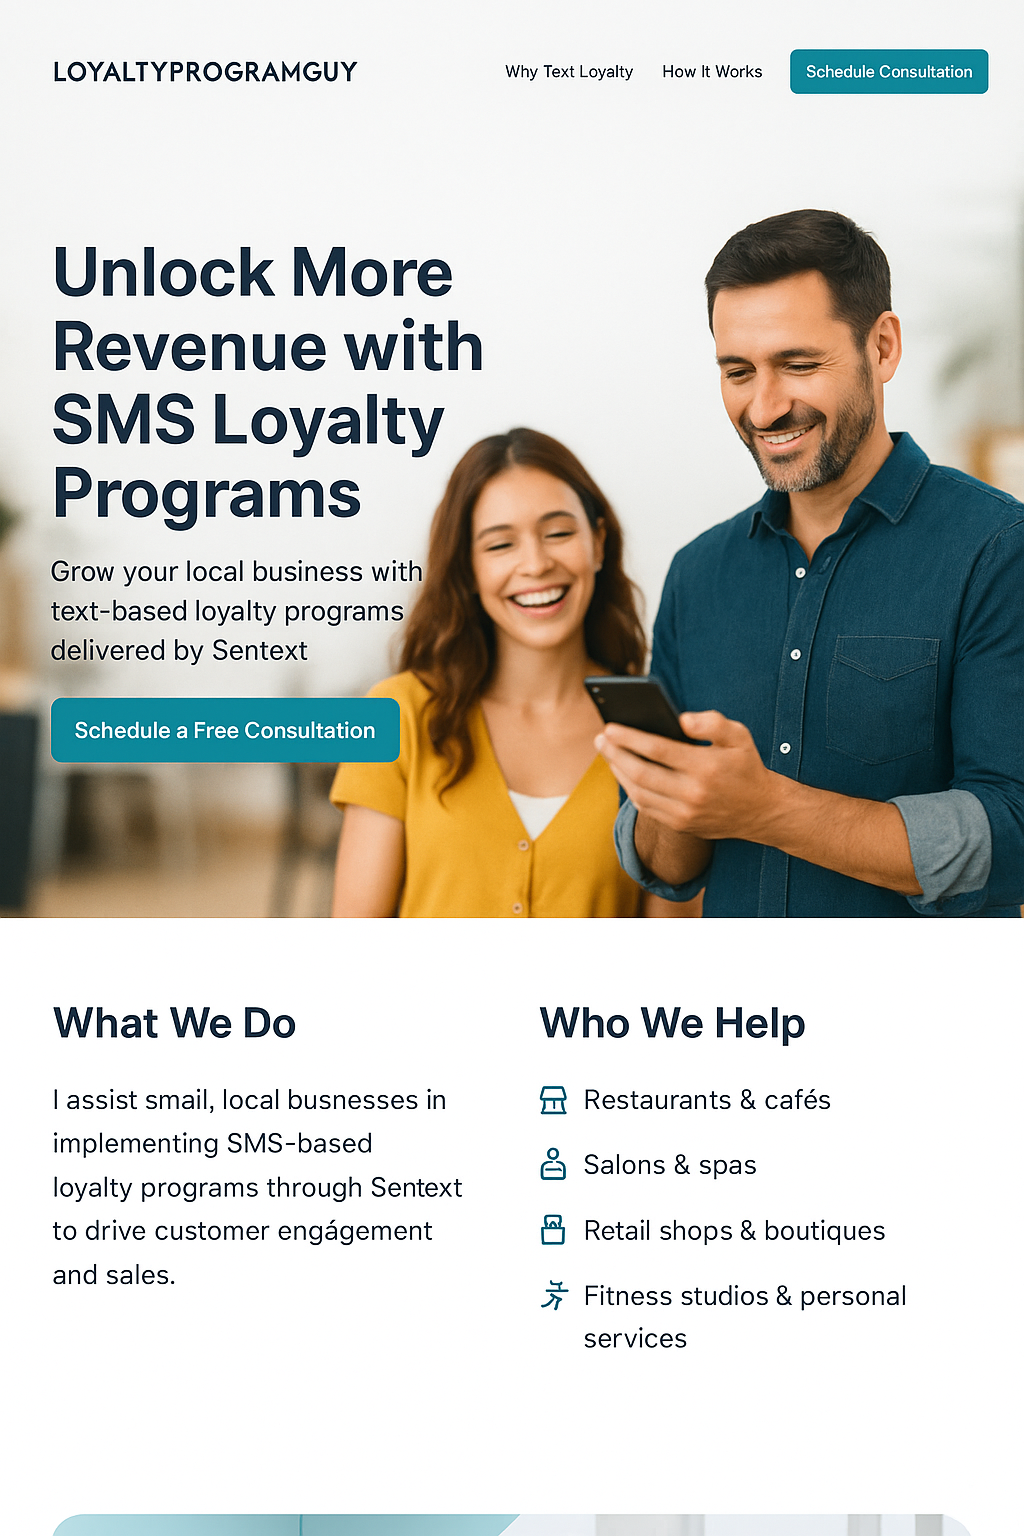 LOYALTYPROGRAMGUY
Why Text Loyalty
How It Works
Schedule Consultation
Unlock More
Revenue with
SMS Loyalty
Programs
Grow your local business with
text-based loyalty programs
delivered by Sentext
Schedule a Free Consultation
What We Do
I assist smail, local busnesses in
implementing SMS-based
loyalty programs through Sentext
to drive customer engágement
and sales.
Who We Help
Restaurants & cafés
Salons & spas
Retail shops & boutiques
Fitness studios & personal
services